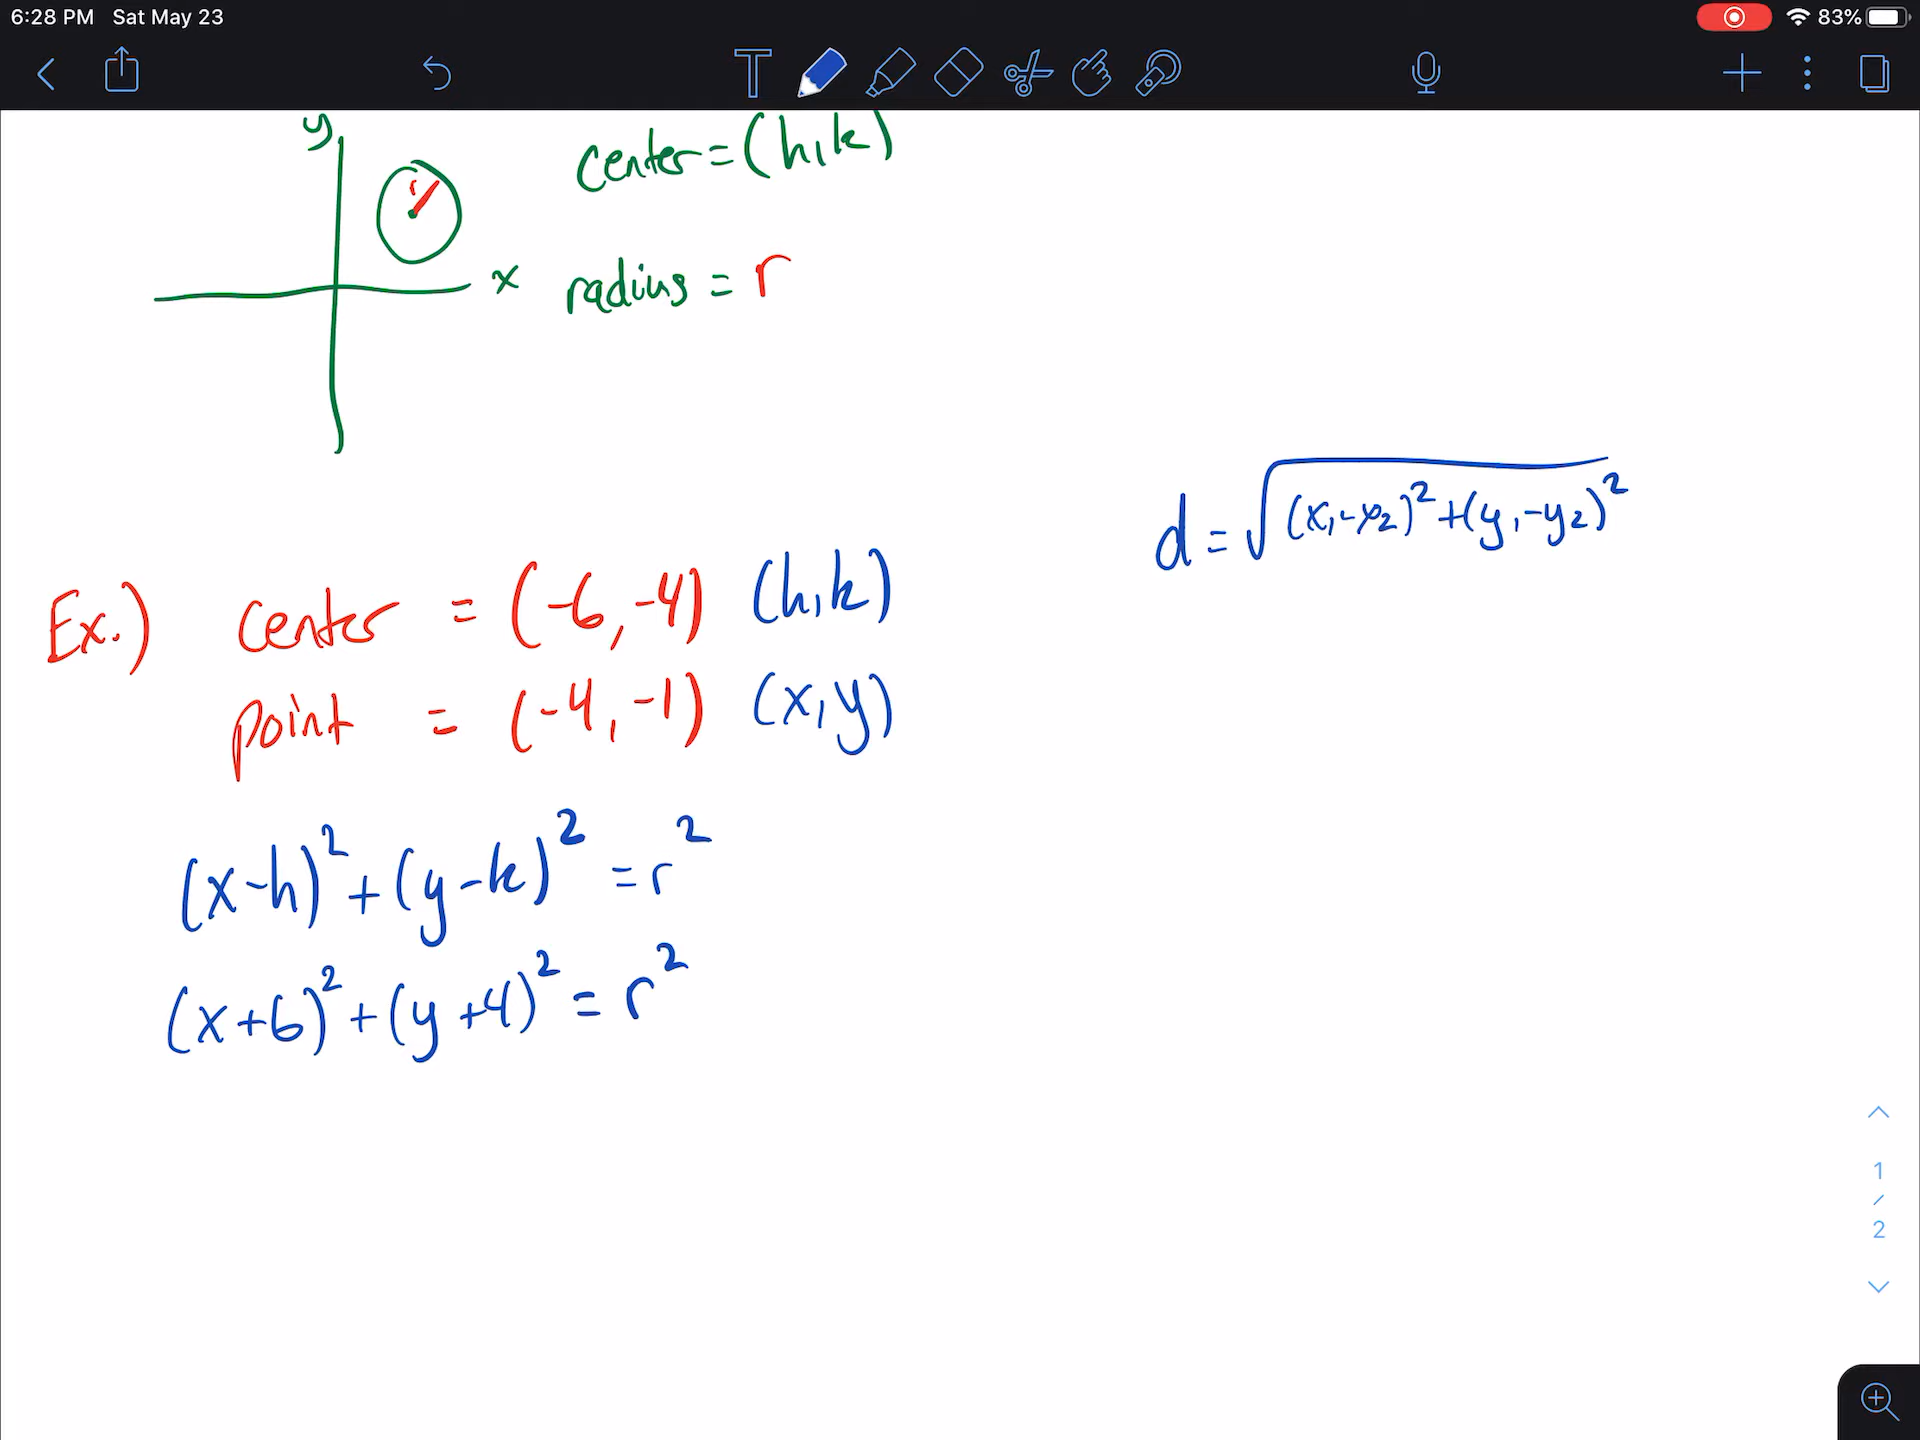 6:28 PM Sat May 23
83%
T
y
center = (h,k)
r
x
radius = r
d = √(x₁-x₂)²+(y₁-y₂)²
Ex.) center = (-6,-4) (h,k)
point = (-4,-1) (x,y)
(x-h)²+(y-k)² = r²
(x+6)²+(y+4)² = r²
1
/
2